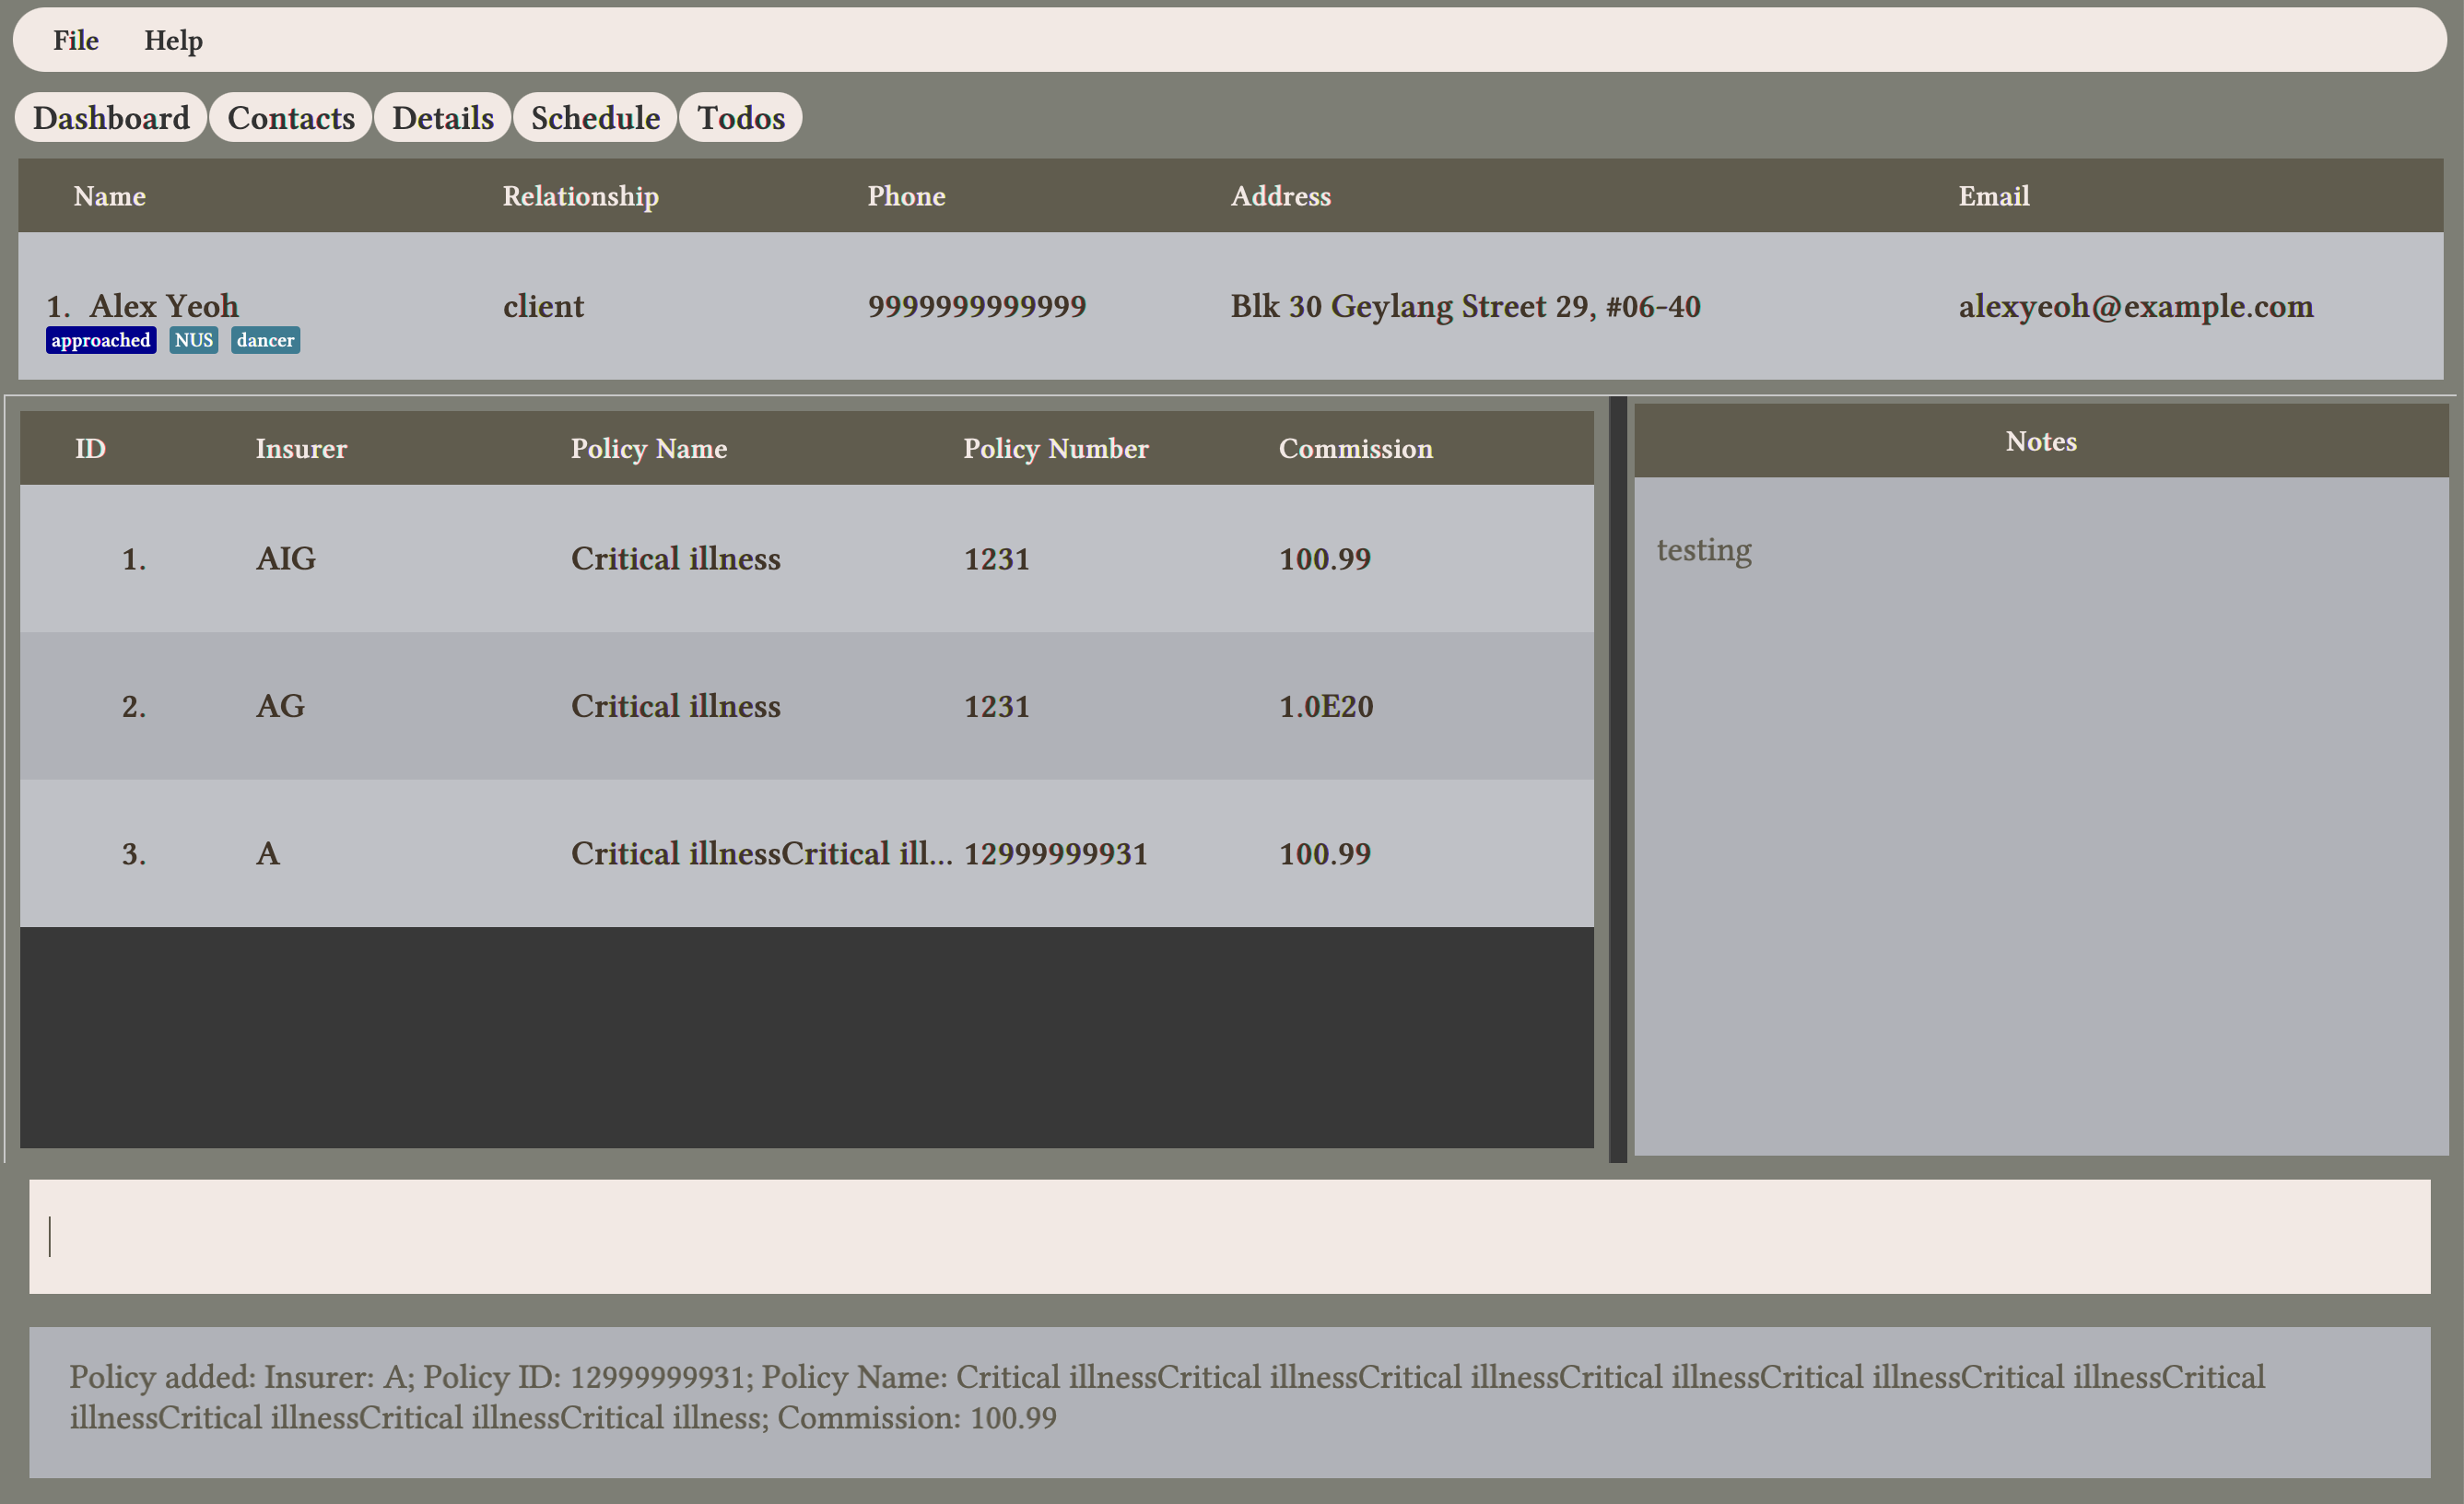 File Help
Dashboard Contacts Details Schedule Todos
Name Relationship Phone Address Email
1. Alex Yeoh client 9999999999999 Blk 30 Geylang Street 29, #06-40 alexyeoh@example.com
approached NUS dancer
ID Insurer Policy Name Policy Number Commission
1. AIG Critical illness 1231 100.99
2. AG Critical illness 1231 1.0E20
3. A Critical illnessCritical ill... 12999999931 100.99
Notes
testing
Policy added: Insurer: A; Policy ID: 12999999931; Policy Name: Critical illnessCritical illnessCritical illnessCritical illnessCritical illnessCritical illnessCritical
illnessCritical illnessCritical illnessCritical illness; Commission: 100.99